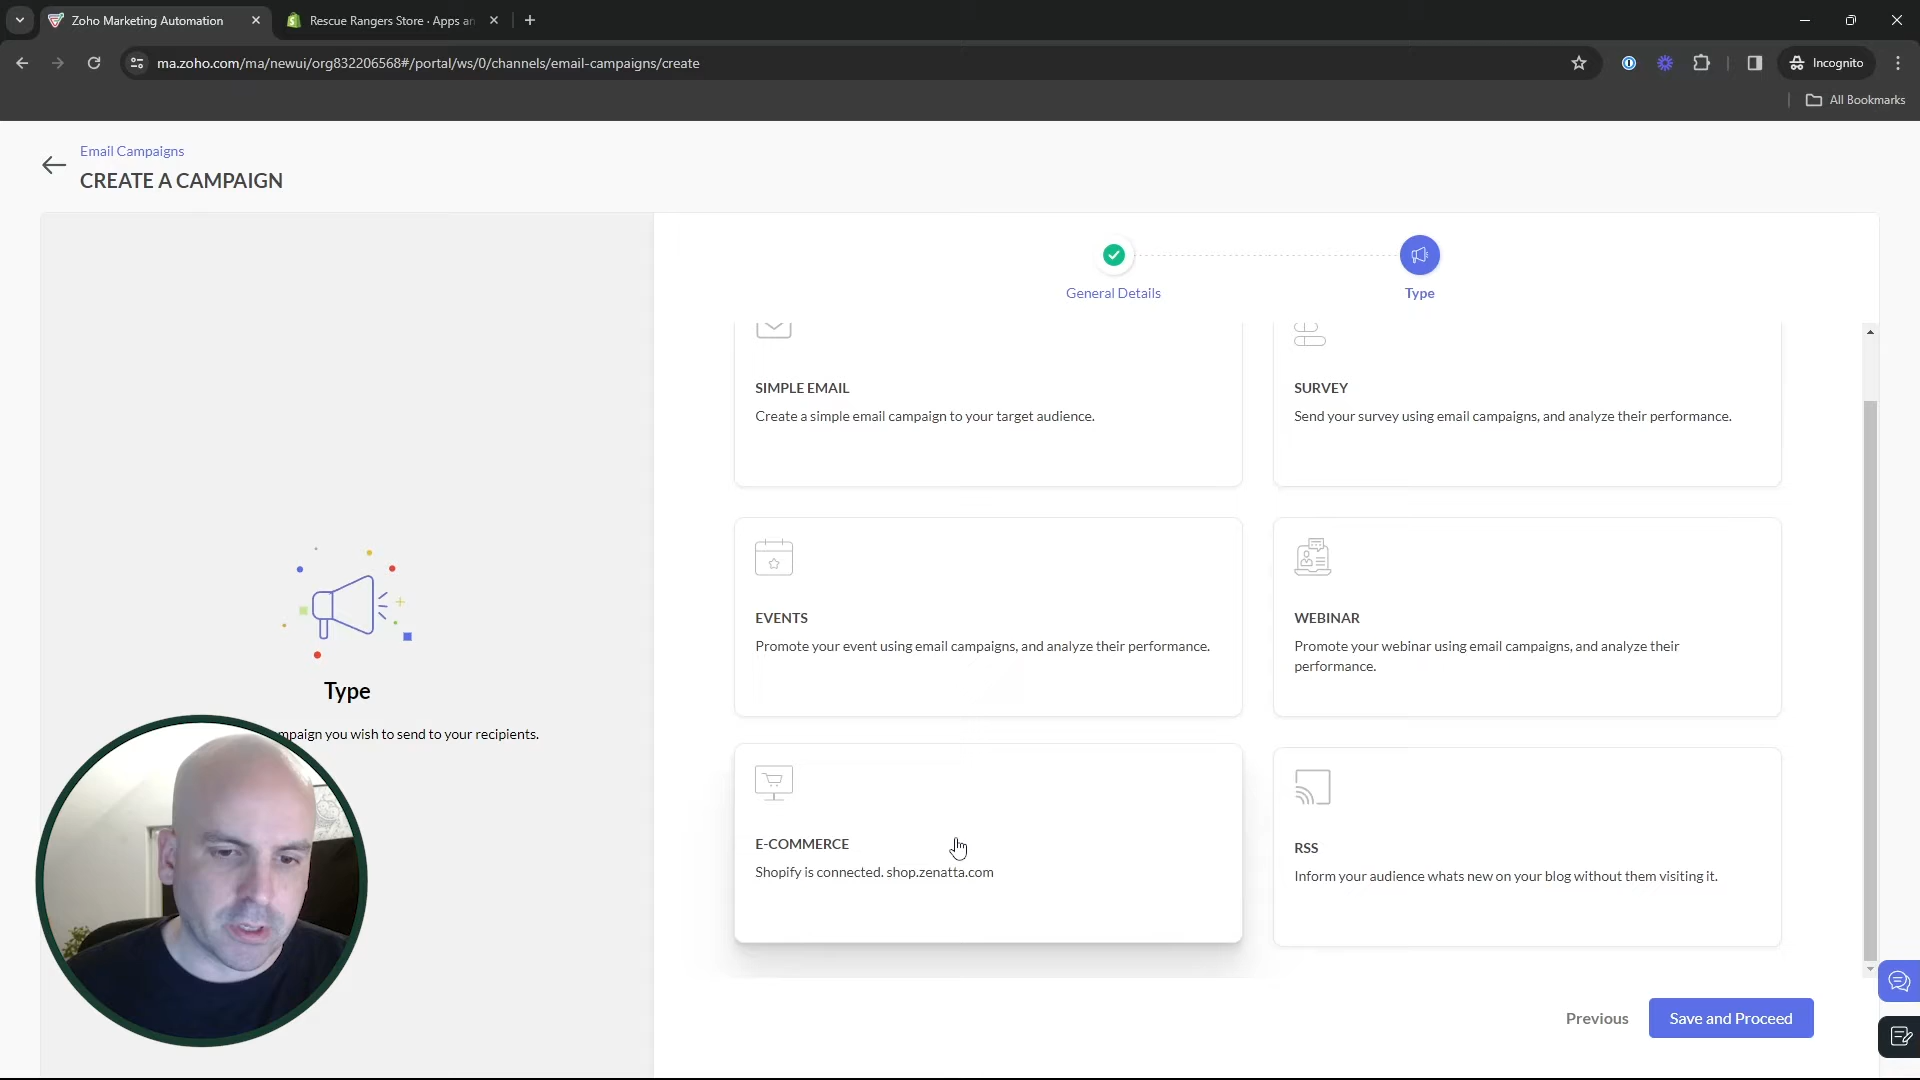 Zoho Marketing Automation
Rescue Rangers Store · Apps an
ma.zoho.com/ma/newui/org832206568#/portal/ws/0/channels/email-campaigns/create
Incognito
All Bookmarks
Email Campaigns
CREATE A CAMPAIGN
General Details
Type
SIMPLE EMAIL
Create a simple email campaign to your target audience.
SURVEY
Send your survey using email campaigns, and analyze their performance.
EVENTS
Promote your event using email campaigns, and analyze their performance.
WEBINAR
Promote your webinar using email campaigns, and analyze their
performance.
Type
mpaign you wish to send to your recipients.
E-COMMERCE
Shopify is connected. shop.zenatta.com
RSS
Inform your audience whats new on your blog without them visiting it.
Previous
Save and Proceed